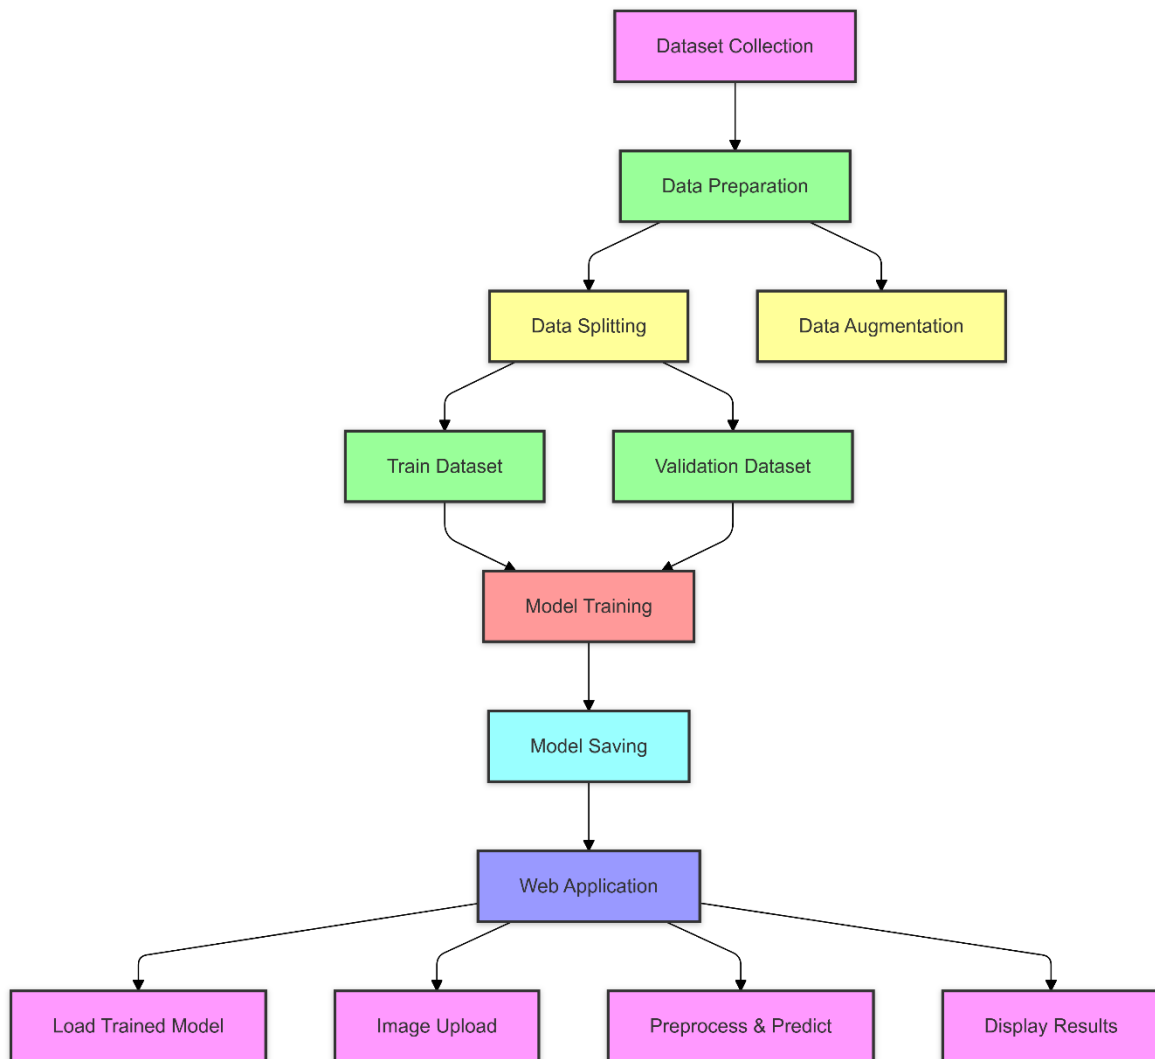 Dataset Collection
Data Preparation
Data Splitting
Data Augmentation
Train Dataset
Validation Dataset
Model Training
Model Saving
Web Application
Load Trained Model
Image Upload
Preprocess & Predict
Display Results